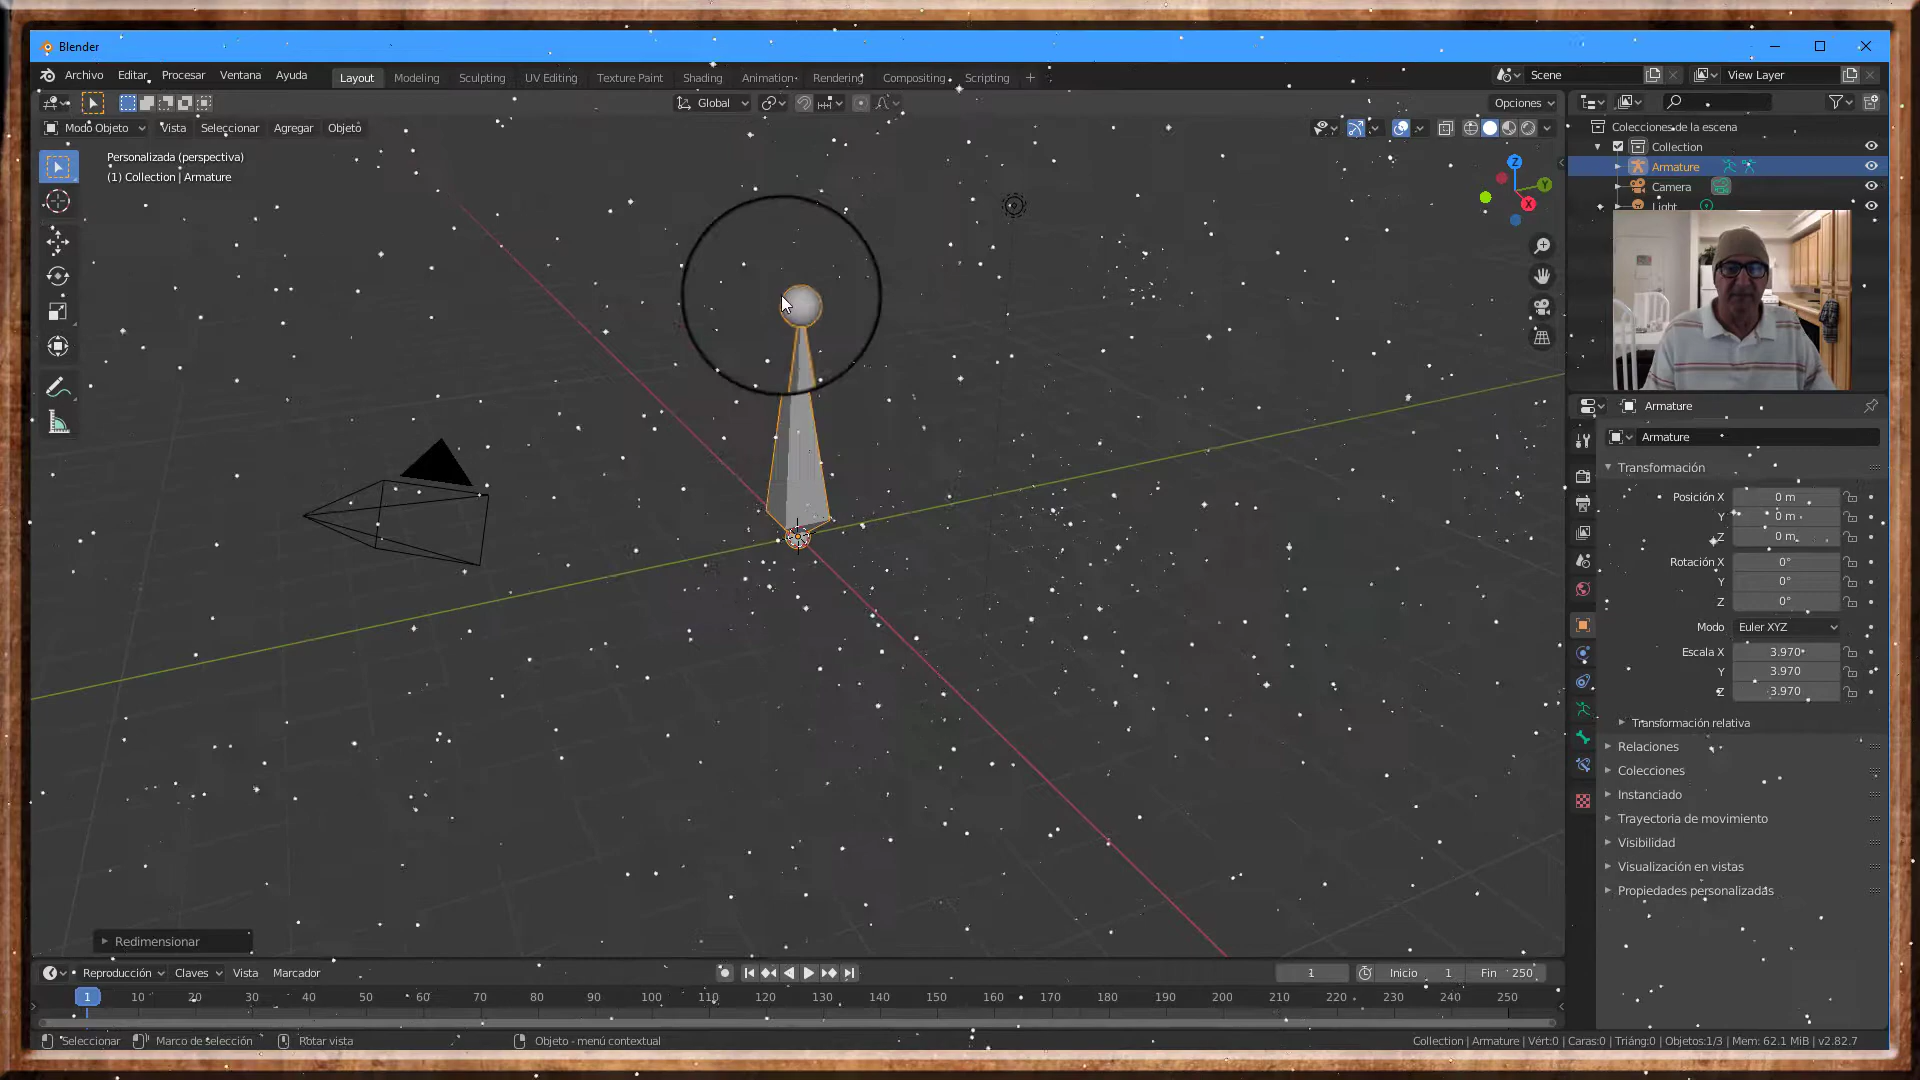 Blender
Archivo Editar Procesar Ventana Ayuda Layout Modeling Sculpting UV Editing Texture Paint Shading Animation Rendering Compositing Scripting + Scene View Layer
Global Opciones
Modo Objeto Vista Seleccionar Agregar Objeto
Colecciones de la escena
Collection
Armature
Camera
Light
Personalizada (perspectiva)
(1) Collection | Armature
Z
Y
X
Armature
Armature
Transformación
Posición X 0 m
Y 0 m
Z 0 m
Rotación X 0°
Y 0°
Z 0°
Modo Euler XYZ
Escala X 3.970
Y 3.970
Z 3.970
Transformación relativa
Relaciones
Colecciones
Instanciado
Trayectoria de movimiento
Visibilidad
Visualización en vistas
Propiedades personalizadas
Redimensionar
Reproducción Claves Vista Marcador 1 Inicio 1 Fin 250
1 10 20 30 40 50 60 70 80 90 100 110 120 130 140 150 160 170 180 190 200 210 220 230 240 250
Seleccionar Marco de selección Rotar vista Objeto - menú contextual Collection | Armature | Vért:0 | Caras:0 | Triáng:0 | Objetos:1/3 | Mem: 62.1 MiB | v2.82.7